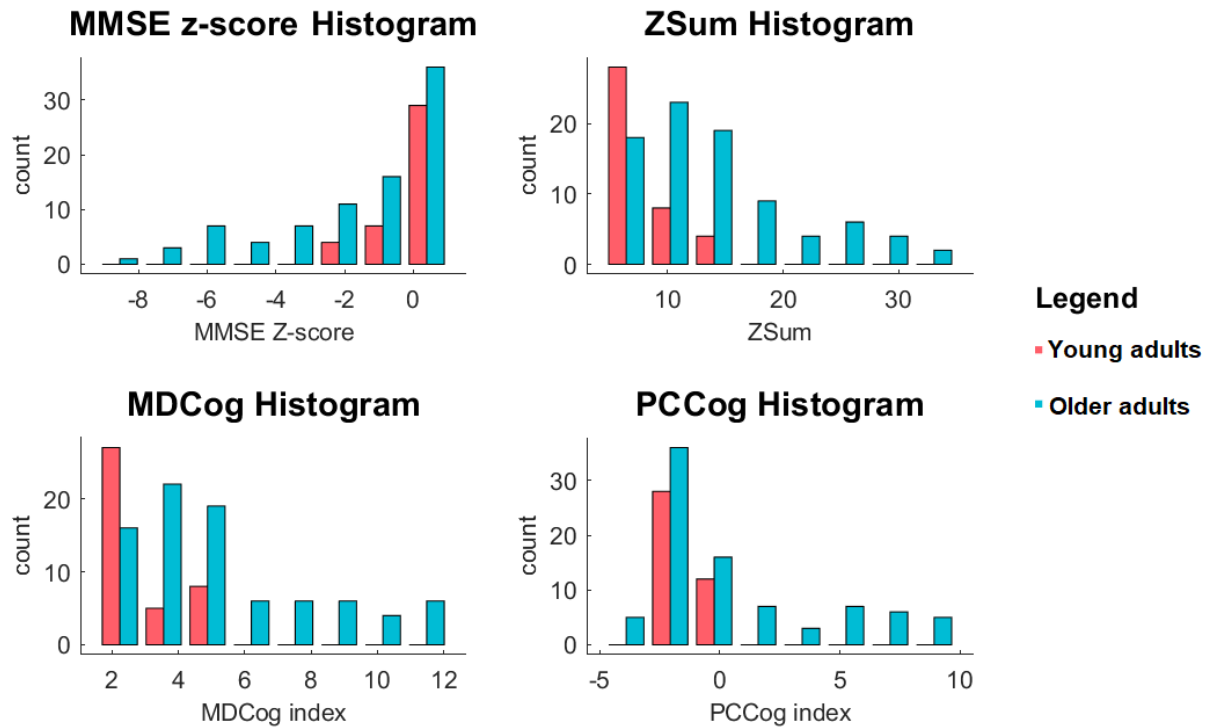 MMSE z-score Histogram
count
30
20
10
0
-8 -6 -4 -2 0
MMSE Z-score
ZSum Histogram
count
20
10
0
10 20 30
ZSum
Legend
Young adults
Older adults
MDCog Histogram
count
20
10
0
2 4 6 8 10 12
MDCog index
PCCog Histogram
count
30
20
10
0
-5 0 5 10
PCCog index